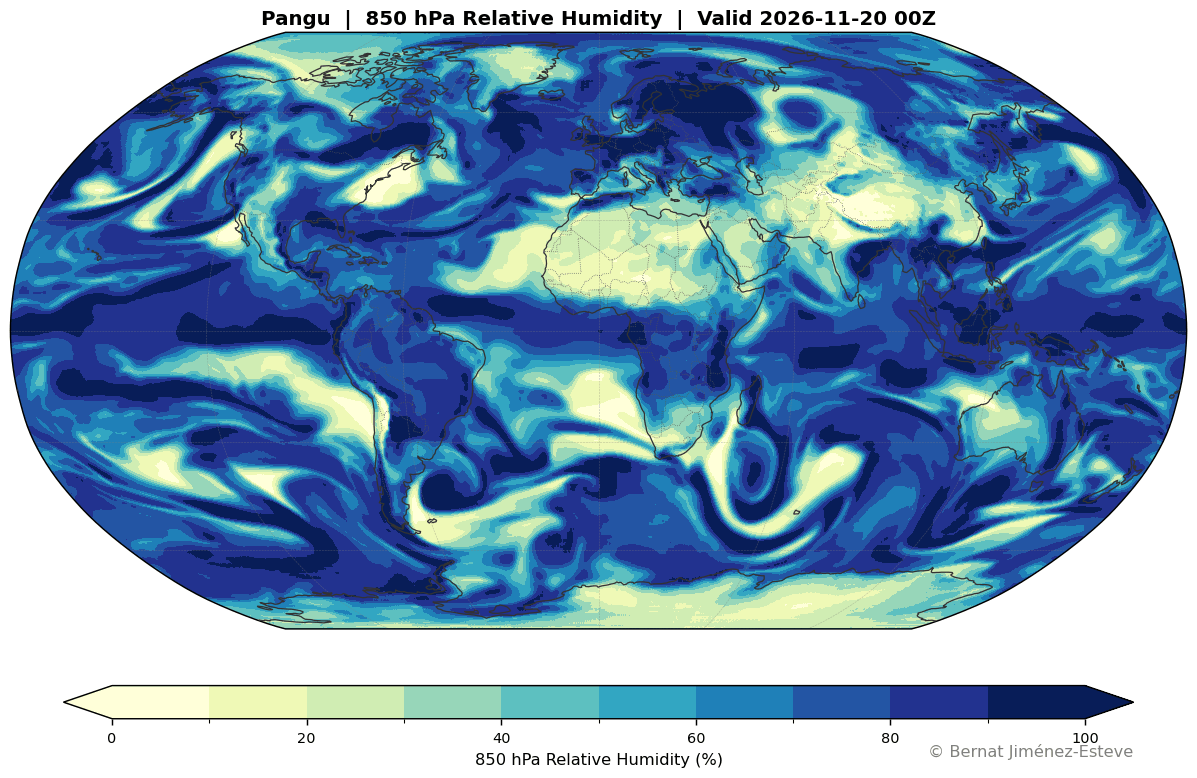 Pangu  |  850 hPa Relative Humidity  |  Valid 2026-11-20 00Z
0 20 40 60 80 100
850 hPa Relative Humidity (%)
© Bernat Jiménez-Esteve